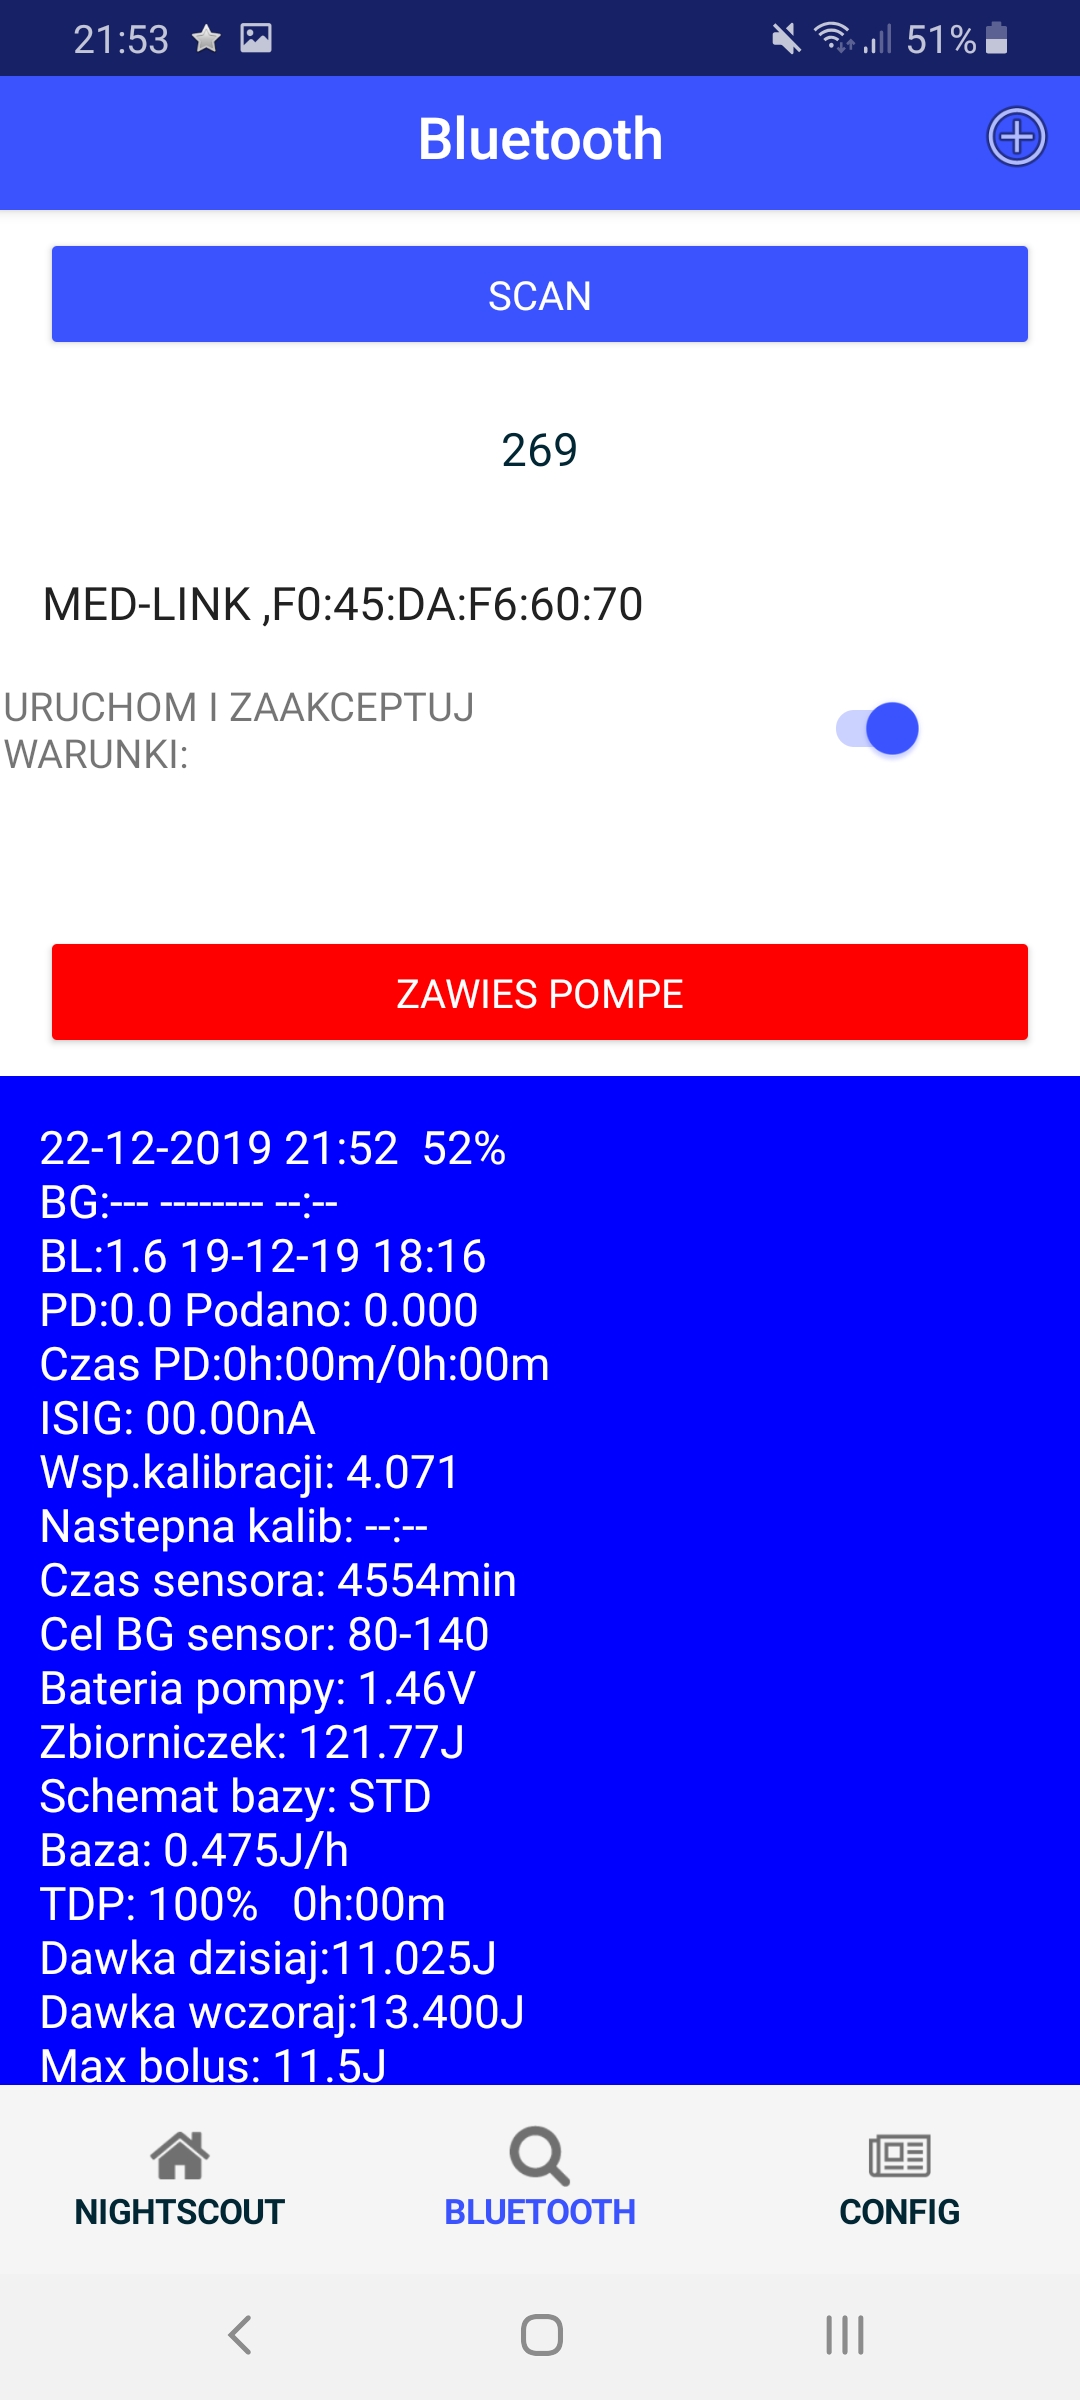 21:53 51%
Bluetooth
SCAN
269
MED-LINK ,F0:45:DA:F6:60:70
URUCHOM I ZAAKCEPTUJ
WARUNKI:
ZAWIES POMPE
22-12-2019 21:52  52%
BG:--- -------- --:--
BL:1.6 19-12-19 18:16
PD:0.0 Podano: 0.000
Czas PD:0h:00m/0h:00m
ISIG: 00.00nA
Wsp.kalibracji: 4.071
Nastepna kalib: --:--
Czas sensora: 4554min
Cel BG sensor: 80-140
Bateria pompy: 1.46V
Zbiorniczek: 121.77J
Schemat bazy: STD
Baza: 0.475J/h
TDP: 100%   0h:00m
Dawka dzisiaj:11.025J
Dawka wczoraj:13.400J
Max bolus: 11.5J
NIGHTSCOUT BLUETOOTH CONFIG